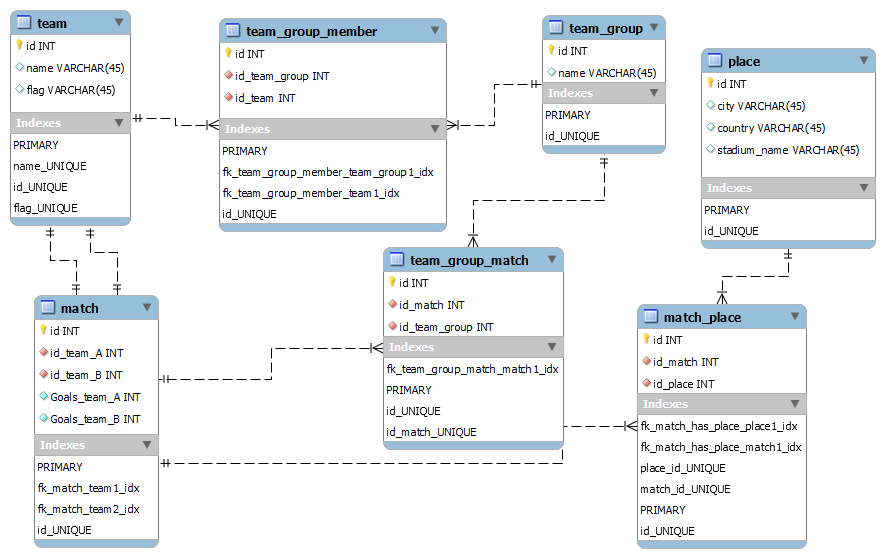 team
id INT
name VARCHAR(45)
flag VARCHAR(45)
Indexes
PRIMARY
name_UNIQUE
id_UNIQUE
flag_UNIQUE
team_group_member
id INT
id_team_group INT
id_team INT
Indexes
PRIMARY
fk_team_group_member_team_group1_idx
fk_team_group_member_team1_idx
id_UNIQUE
team_group
id INT
name VARCHAR(45)
Indexes
PRIMARY
id_UNIQUE
place
id INT
city VARCHAR(45)
country VARCHAR(45)
stadium_name VARCHAR(45)
Indexes
PRIMARY
id_UNIQUE
match
id INT
id_team_A INT
id_team_B INT
Goals_team_A INT
Goals_team_B INT
Indexes
PRIMARY
fk_match_team1_idx
fk_match_team2_idx
id_UNIQUE
team_group_match
id INT
id_match INT
id_team_group INT
Indexes
fk_team_group_match_match1_idx
PRIMARY
id_UNIQUE
id_match_UNIQUE
match_place
id INT
id_match INT
id_place INT
Indexes
fk_match_has_place_place1_idx
fk_match_has_place_match1_idx
place_id_UNIQUE
match_id_UNIQUE
PRIMARY
id_UNIQUE